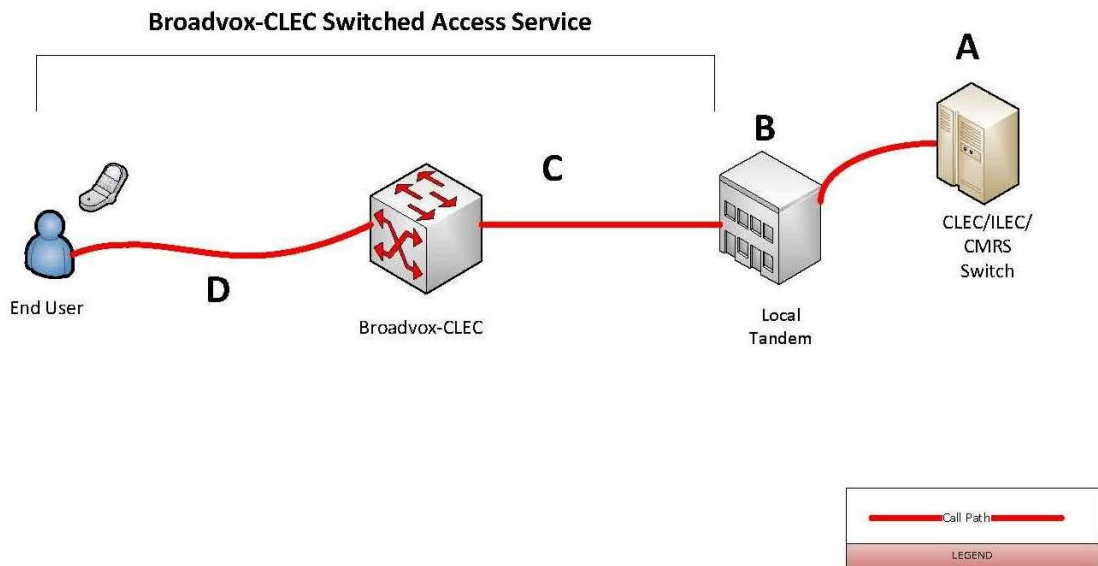 Broadvox-CLEC Switched Access Service
A
B
C
D
End User
Broadvox-CLEC
Local
Tandem
CLEC/ILEC/
CMRS
Switch
Call Path
LEGEND